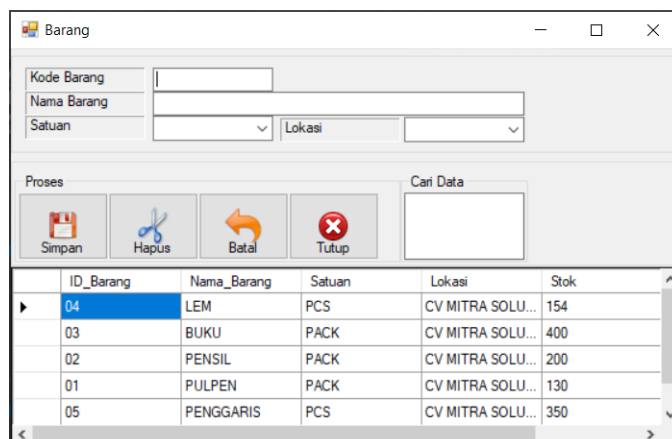 Barang
Kode Barang
Nama Barang
Satuan Lokasi
Proses Cari Data
Simpan Hapus Batal Tutup
ID_Barang Nama_Barang Satuan Lokasi Stok
04 LEM PCS CV MITRA SOLU... 154
03 BUKU PACK CV MITRA SOLU... 400
02 PENSIL PACK CV MITRA SOLU... 200
01 PULPEN PACK CV MITRA SOLU... 130
05 PENGGARIS PCS CV MITRA SOLU... 350